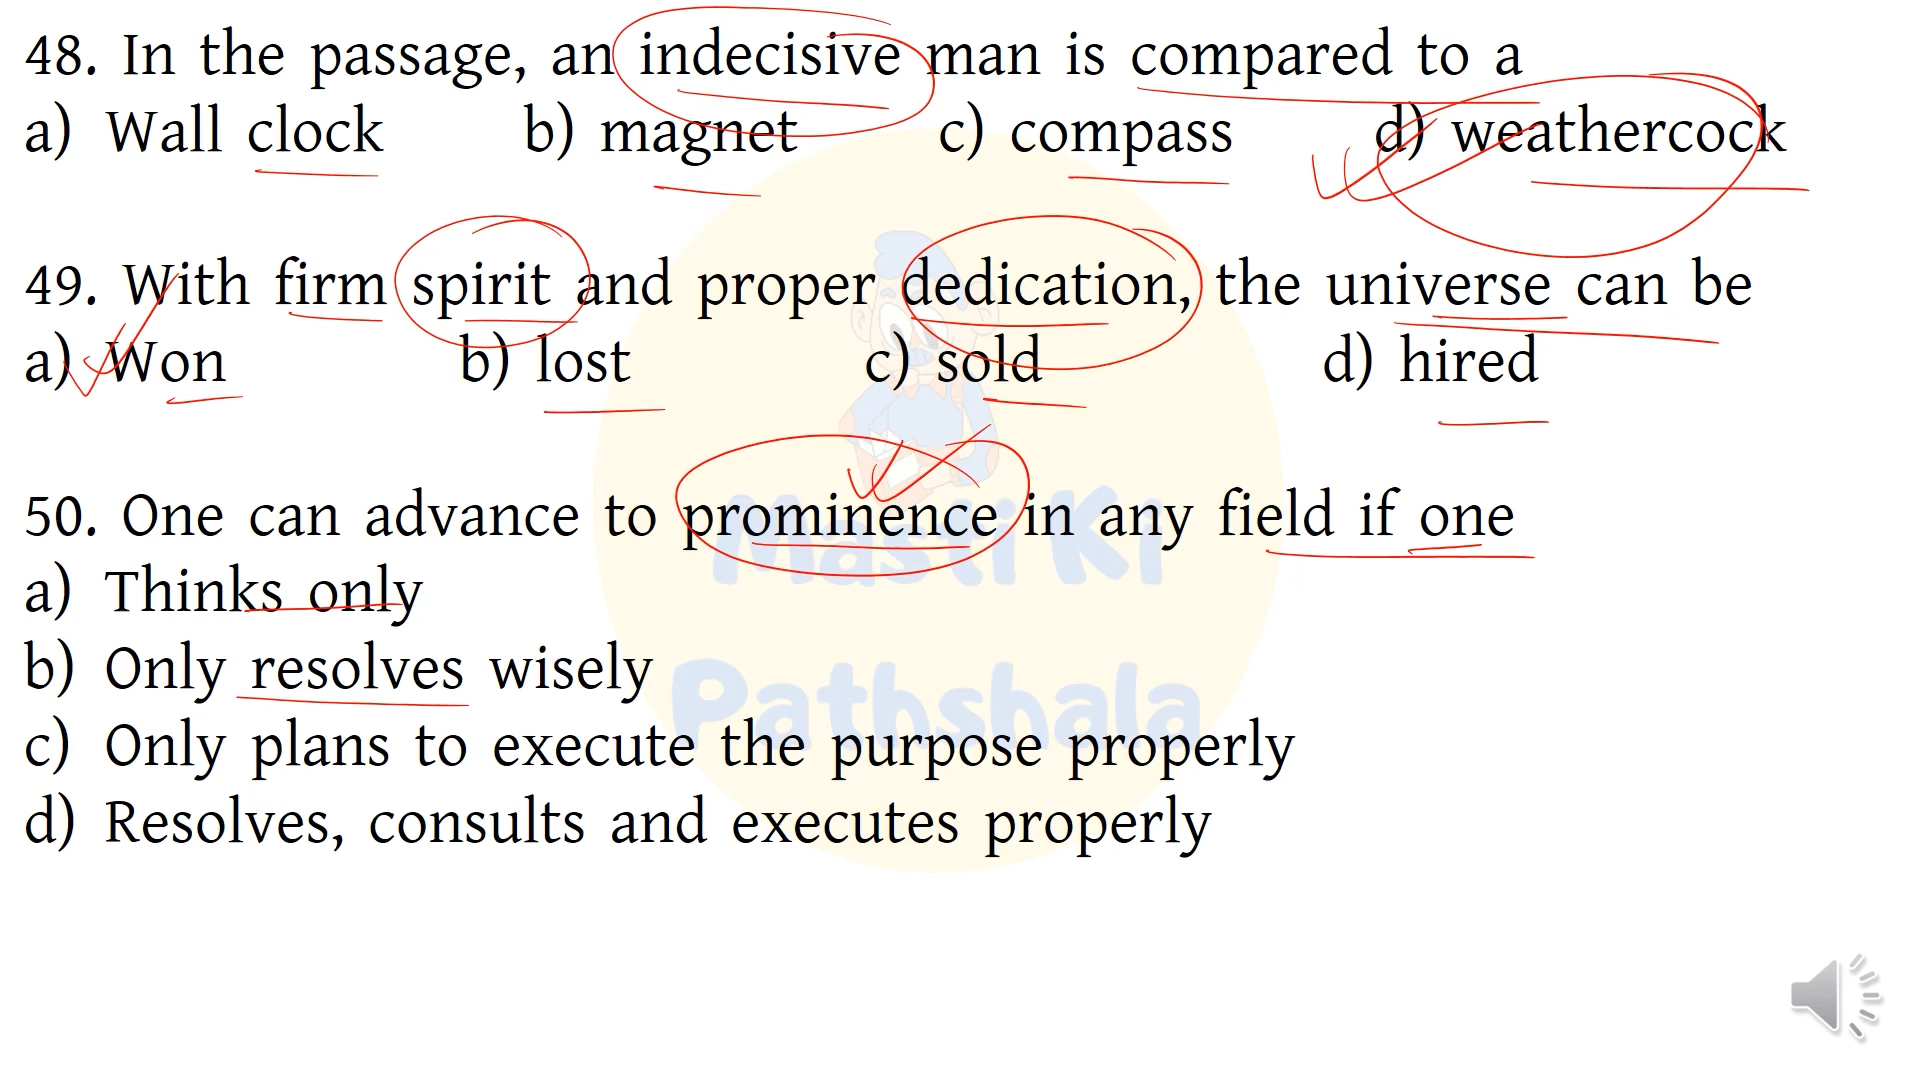 48. In the passage, an indecisive man is compared to a
a) Wall clock b) magnet c) compass d) weathercock
49. With firm spirit and proper dedication, the universe can be
a) Won b) lost c) sold d) hired
50. One can advance to prominence in any field if one
a) Thinks only
b) Only resolves wisely
c) Only plans to execute the purpose properly
d) Resolves, consults and executes properly
Masti Ki
Pathshala